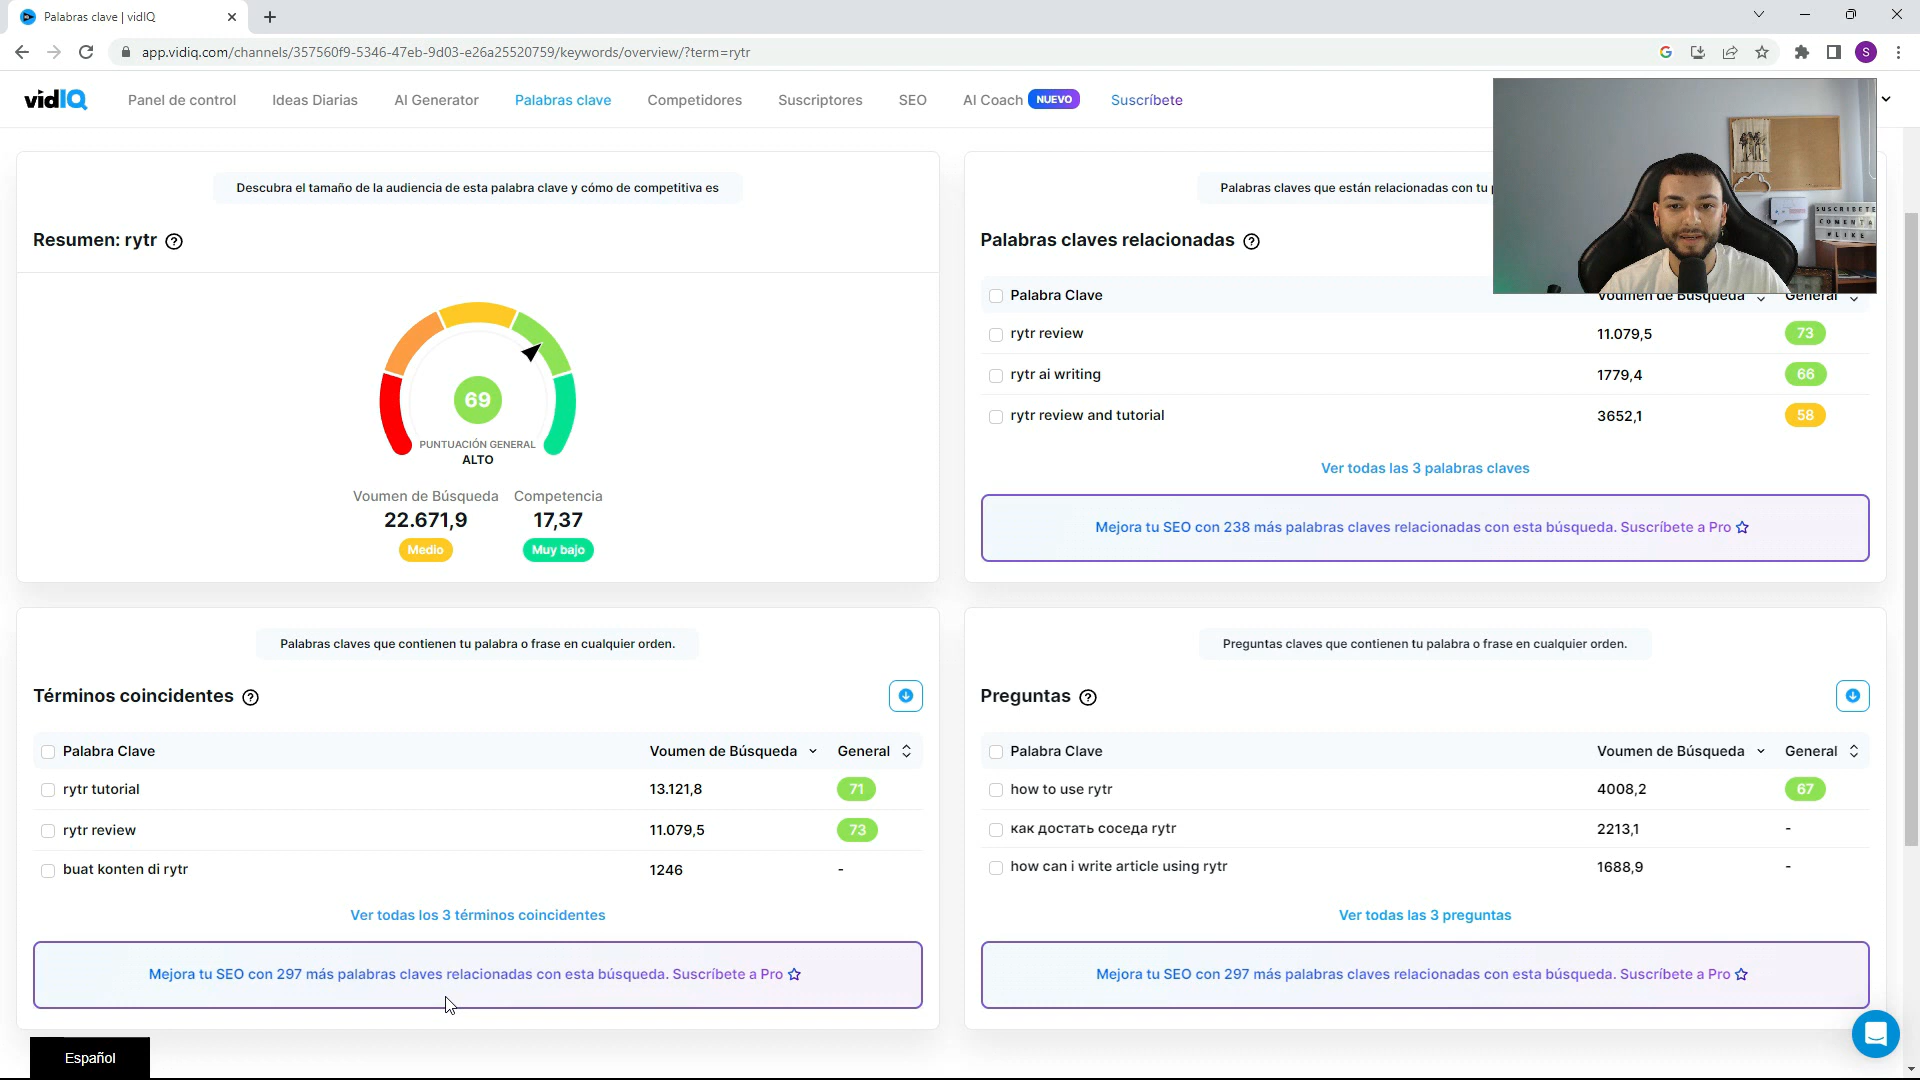 Palabras clave | vidIQ
app.vidiq.com/channels/357560f9-5346-47eb-9d03-e26a25520759/keywords/overview/?term=rytr
S
vidIQ
Panel de control
Ideas Diarias
AI Generator
Palabras clave
Competidores
Suscriptores
SEO
AI Coach NUEVO
Suscríbete
Descubra el tamaño de la audiencia de esta palabra clave y cómo de competitiva es
Resumen: rytr
69
PUNTUACIÓN GENERAL
ALTO
Voumen de Búsqueda Competencia
22.671,9 17,37
Medio Muy bajo
Palabras claves que están relacionadas con tu
SUSCRIBETE
COMENTA
#LIKE
Palabras claves relacionadas
Palabra Clave Voumen de Búsqueda General
rytr review 11.079,5 73
rytr ai writing 1779,4 66
rytr review and tutorial 3652,1 58
Ver todas las 3 palabras claves
Mejora tu SEO con 238 más palabras claves relacionadas con esta búsqueda. Suscríbete a Pro
Palabras claves que contienen tu palabra o frase en cualquier orden.
Términos coincidentes
Palabra Clave Voumen de Búsqueda General
rytr tutorial 13.121,8 71
rytr review 11.079,5 73
buat konten di rytr 1246 -
Ver todas los 3 términos coincidentes
Mejora tu SEO con 297 más palabras claves relacionadas con esta búsqueda. Suscríbete a Pro
Preguntas claves que contienen tu palabra o frase en cualquier orden.
Preguntas
Palabra Clave Voumen de Búsqueda General
how to use rytr 4008,2 67
как достать соседа rytr 2213,1 -
how can i write article using rytr 1688,9 -
Ver todas las 3 preguntas
Mejora tu SEO con 297 más palabras claves relacionadas con esta búsqueda. Suscríbete a Pro
Español